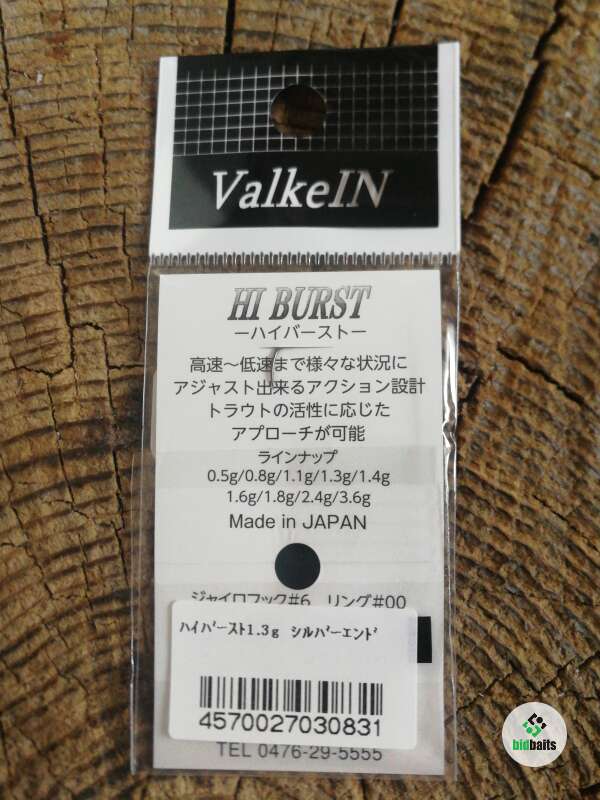 ValkeIN
HI BURST
ーハイバーストー
高速～低速まで様々な状況に
アジャスト出来るアクション設計
トラウトの活性に応じた
アプローチが可能
ラインナップ
0.5g/0.8g/1.1g/1.3g/1.4g
1.6g/1.8g/2.4g/3.6g
Made in JAPAN
ジャイロフック#6 リング#00
ﾊｲﾊﾞｰｽﾄ1.3g ｼﾙﾊﾞｰｴﾝﾄﾞ
4570027030831
TEL 0476-29-5555
bidbaits